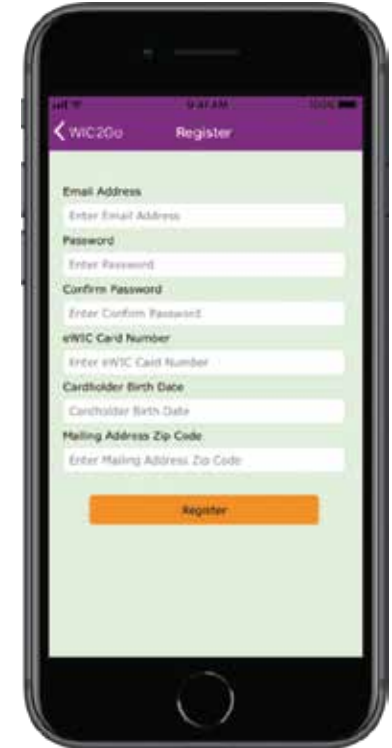 9:41 AM 100%
WIC2Go Register
Email Address
Enter Email Address
Password
Enter Password
Confirm Password
Enter Confirm Password
eWIC Card Number
Enter eWIC Card Number
Cardholder Birth Date
Cardholder Birth Date
Mailing Address Zip Code
Enter Mailing Address Zip Code
Register